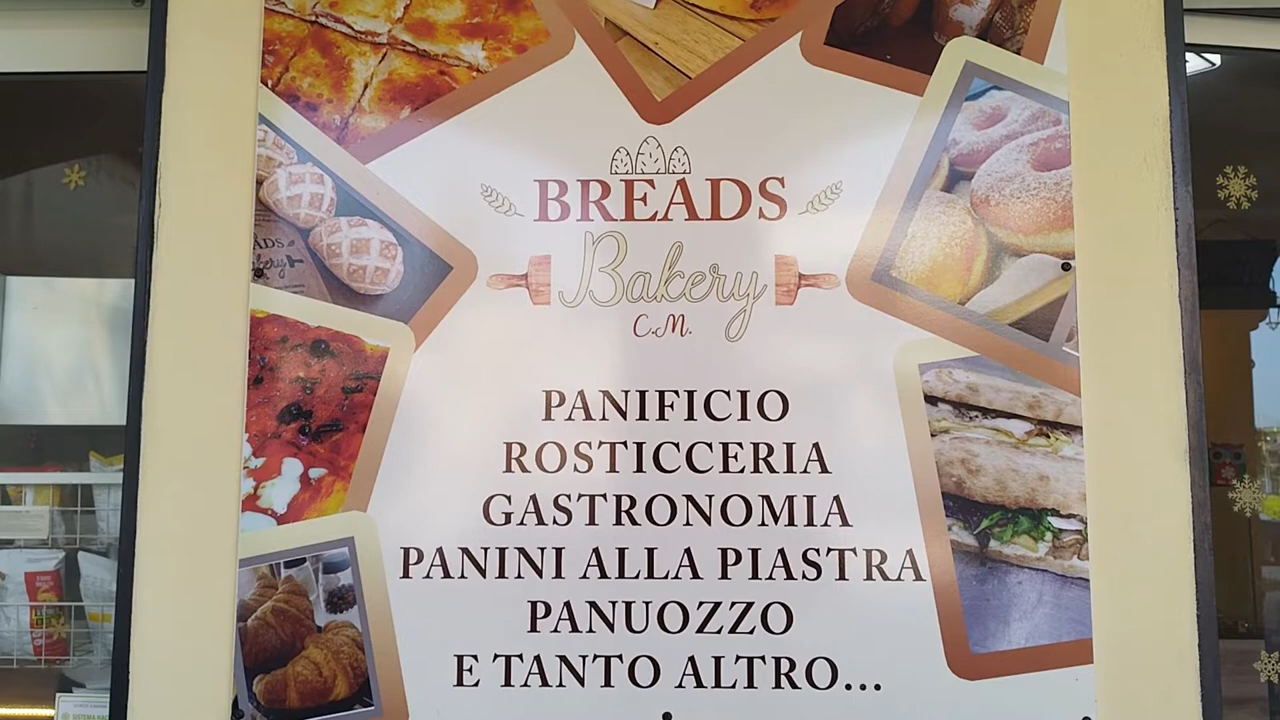 BREADS
Bakery
C.M.
PANIFICIO
ROSTICCERIA
GASTRONOMIA
PANINI ALLA PIASTRA
PANUOZZO
E TANTO ALTRO...